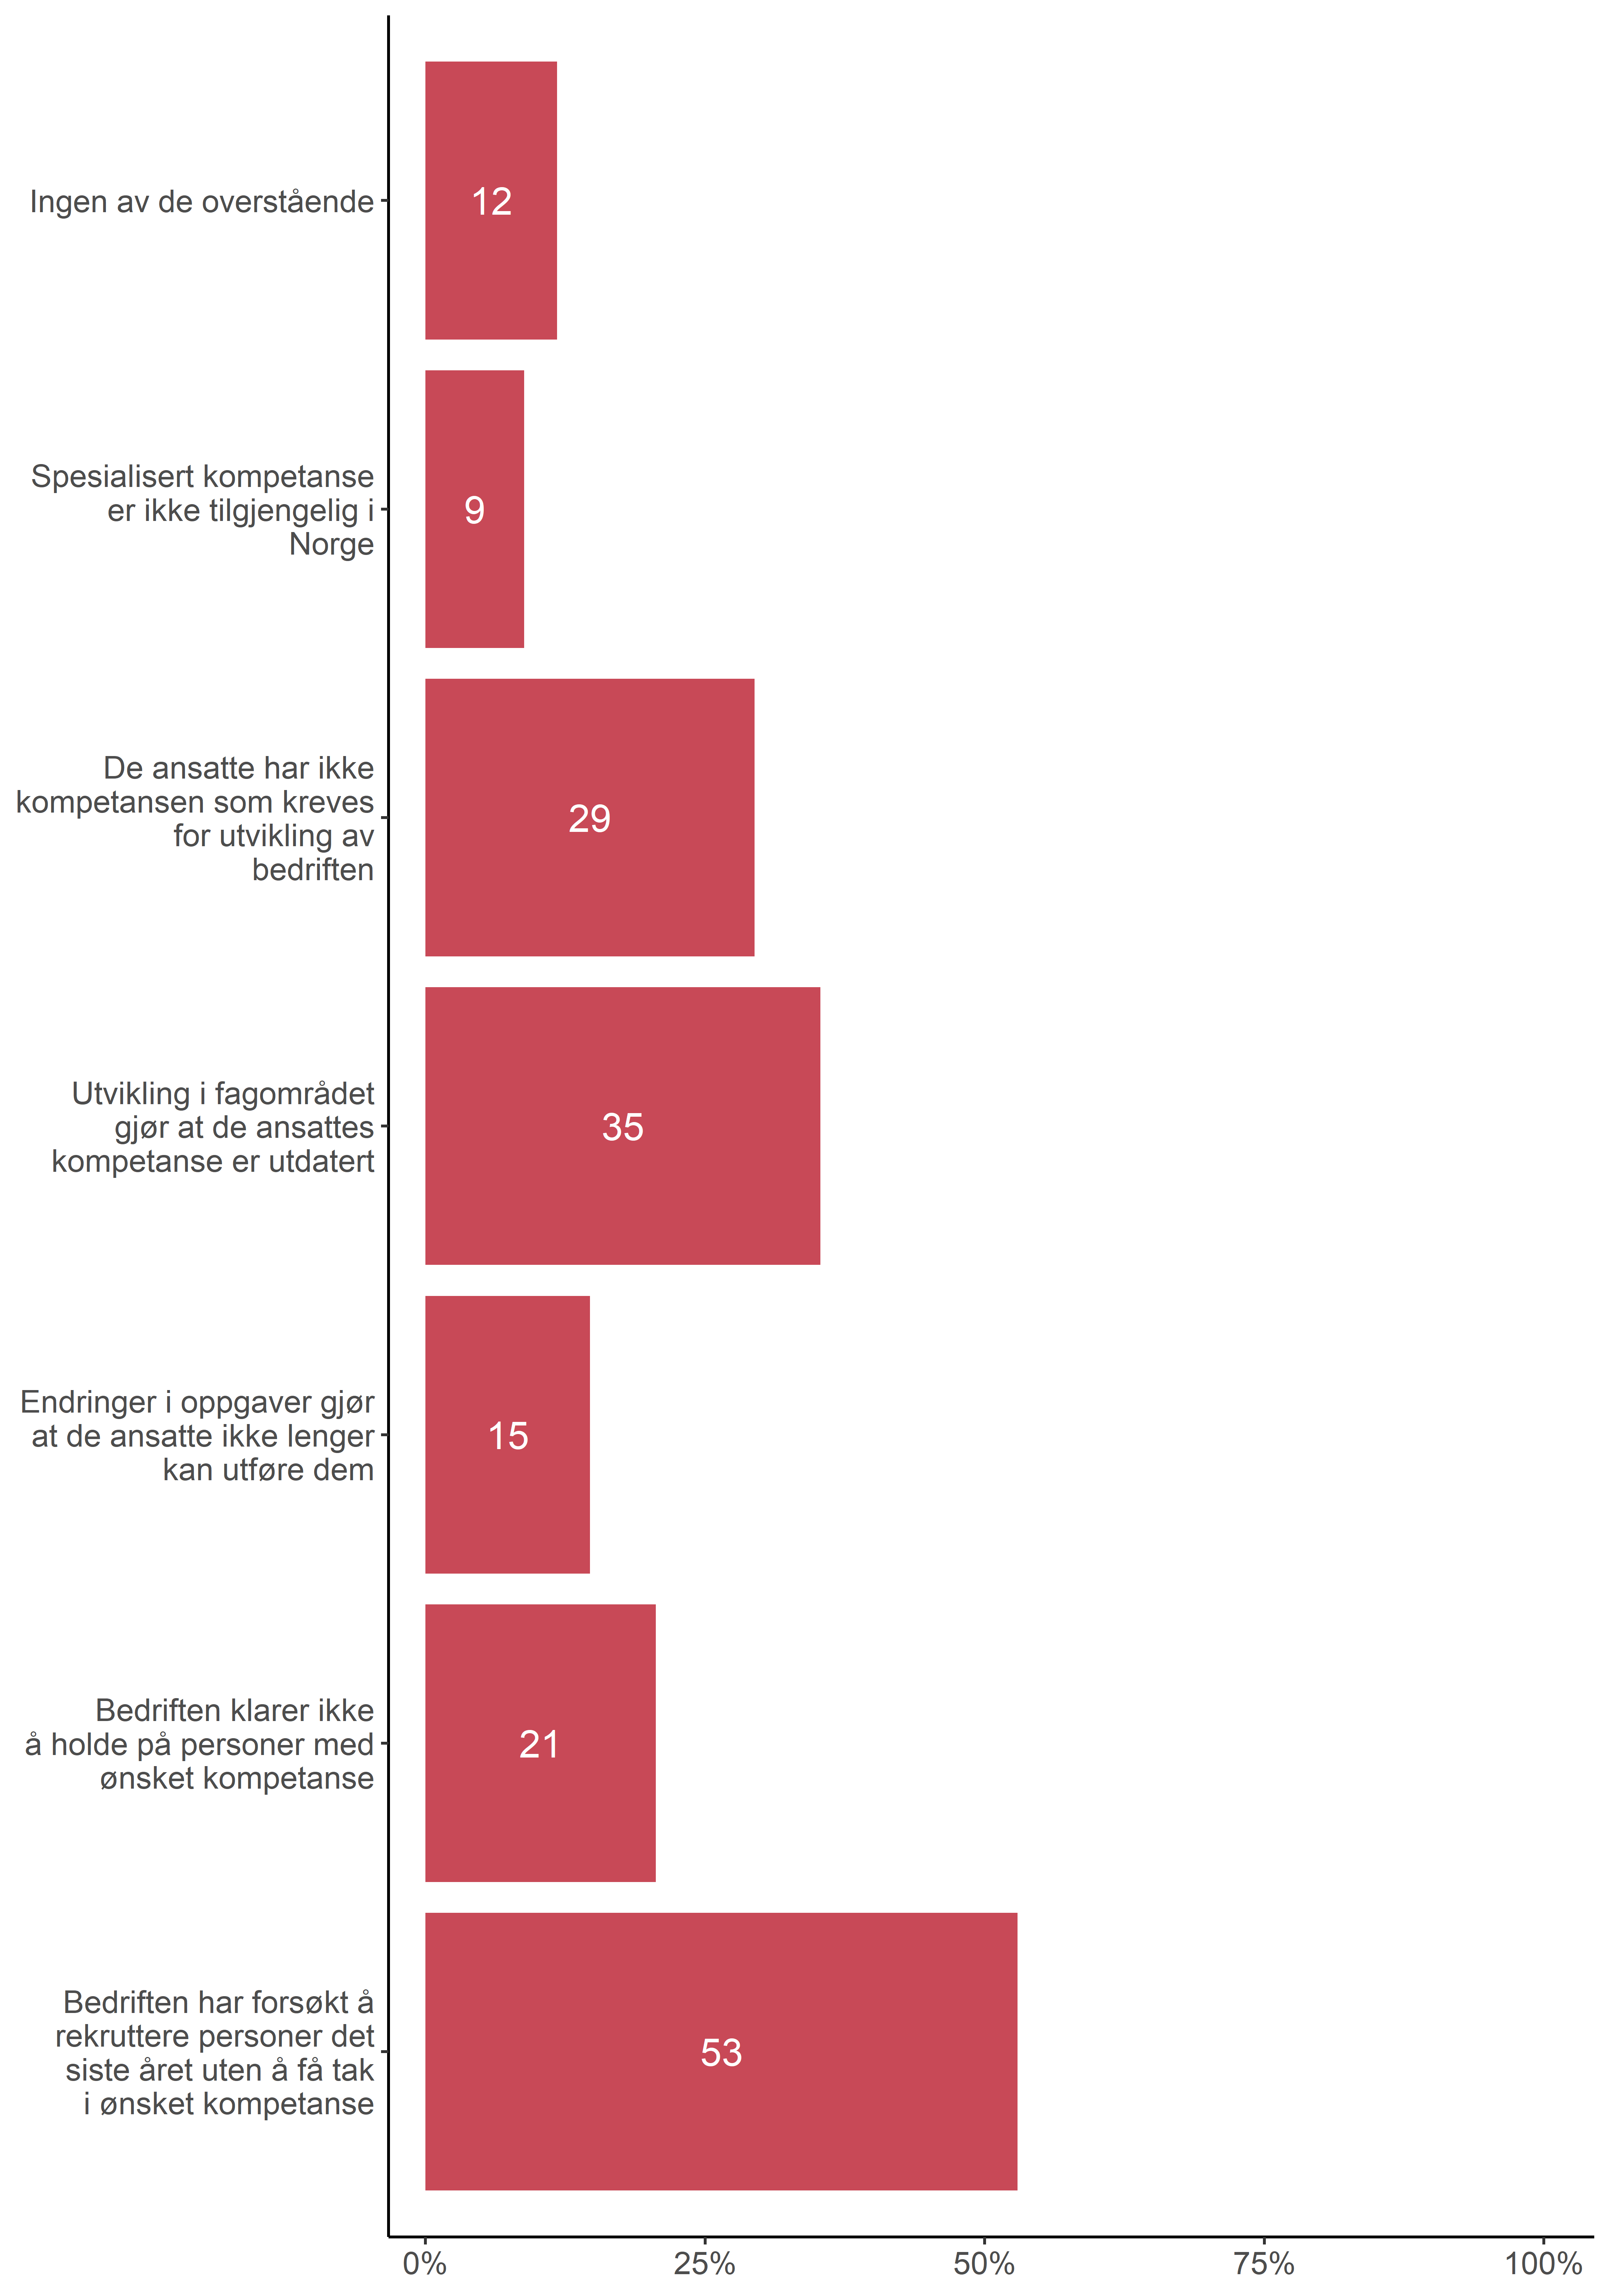 Ingen av de overstående
12
Spesialisert kompetanse
er ikke tilgjengelig i
Norge
9
De ansatte har ikke
kompetansen som kreves
for utvikling av
bedriften
29
Utvikling i fagområdet
gjør at de ansattes
kompetanse er utdatert
35
Endringer i oppgaver gjør
at de ansatte ikke lenger
kan utføre dem
15
Bedriften klarer ikke
å holde på personer med
ønsket kompetanse
21
Bedriften har forsøkt å
rekruttere personer det
siste året uten å få tak
i ønsket kompetanse
53
0% 25% 50% 75% 100%